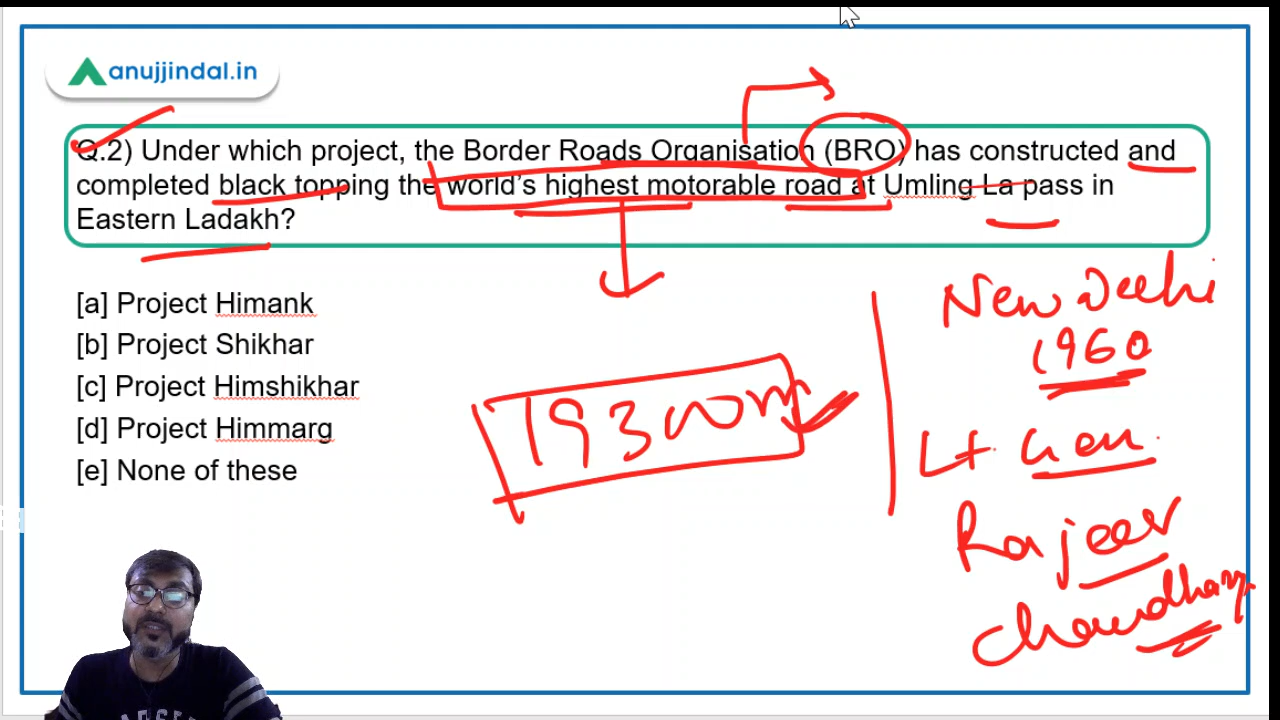 anujjindal.in
Q.2) Under which project, the Border Roads Organisation (BRO) has constructed and
completed black topping the world's highest motorable road at Umling La pass in
Eastern Ladakh?
[a] Project Himank
[b] Project Shikhar
[c] Project Himshikhar
[d] Project Himmarg
[e] None of these
19300m
New Delhi
1960
Lt Gen.
Rajeev
Chowdhary